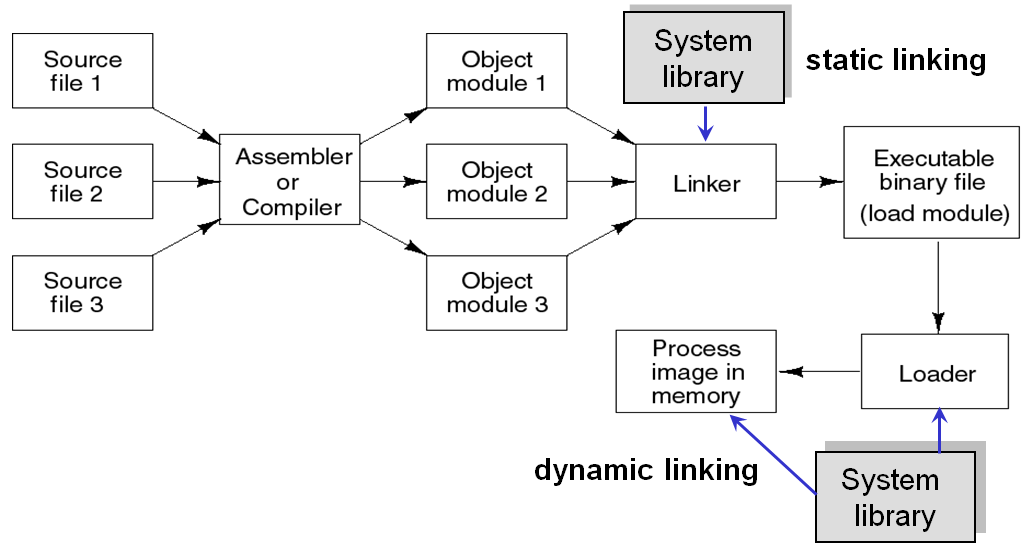 Source
file 1
Source
file 2
Source
file 3
Assembler
or
Compiler
Object
module 1
Object
module 2
Object
module 3
System
library
static linking
Linker
Executable
binary file
(load module)
Loader
Process
image in
memory
dynamic linking
System
library